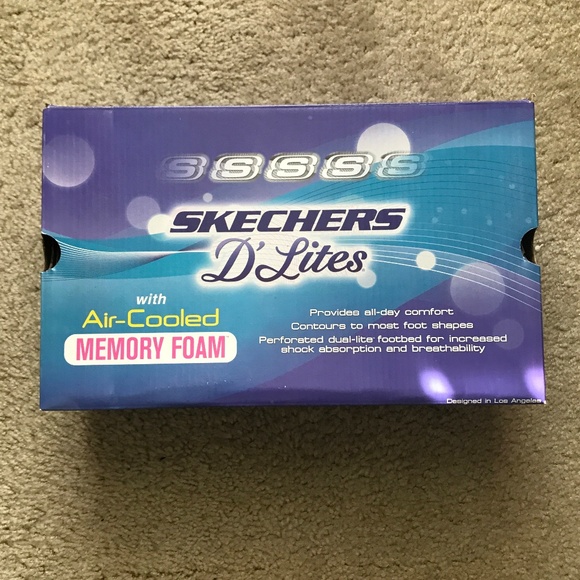 SSSSS
SKECHERS
D'Lites
with
Air-Cooled
MEMORY FOAM
Provides all-day comfort
Contours to most foot shapes
Perforated dual-lite footbed for increased
shock absorption and breathability
Designed in Los Angeles